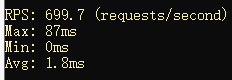 RPS: 699.7 (requests/second)
Max: 87ms
Min: 0ms
Avg: 1.8ms